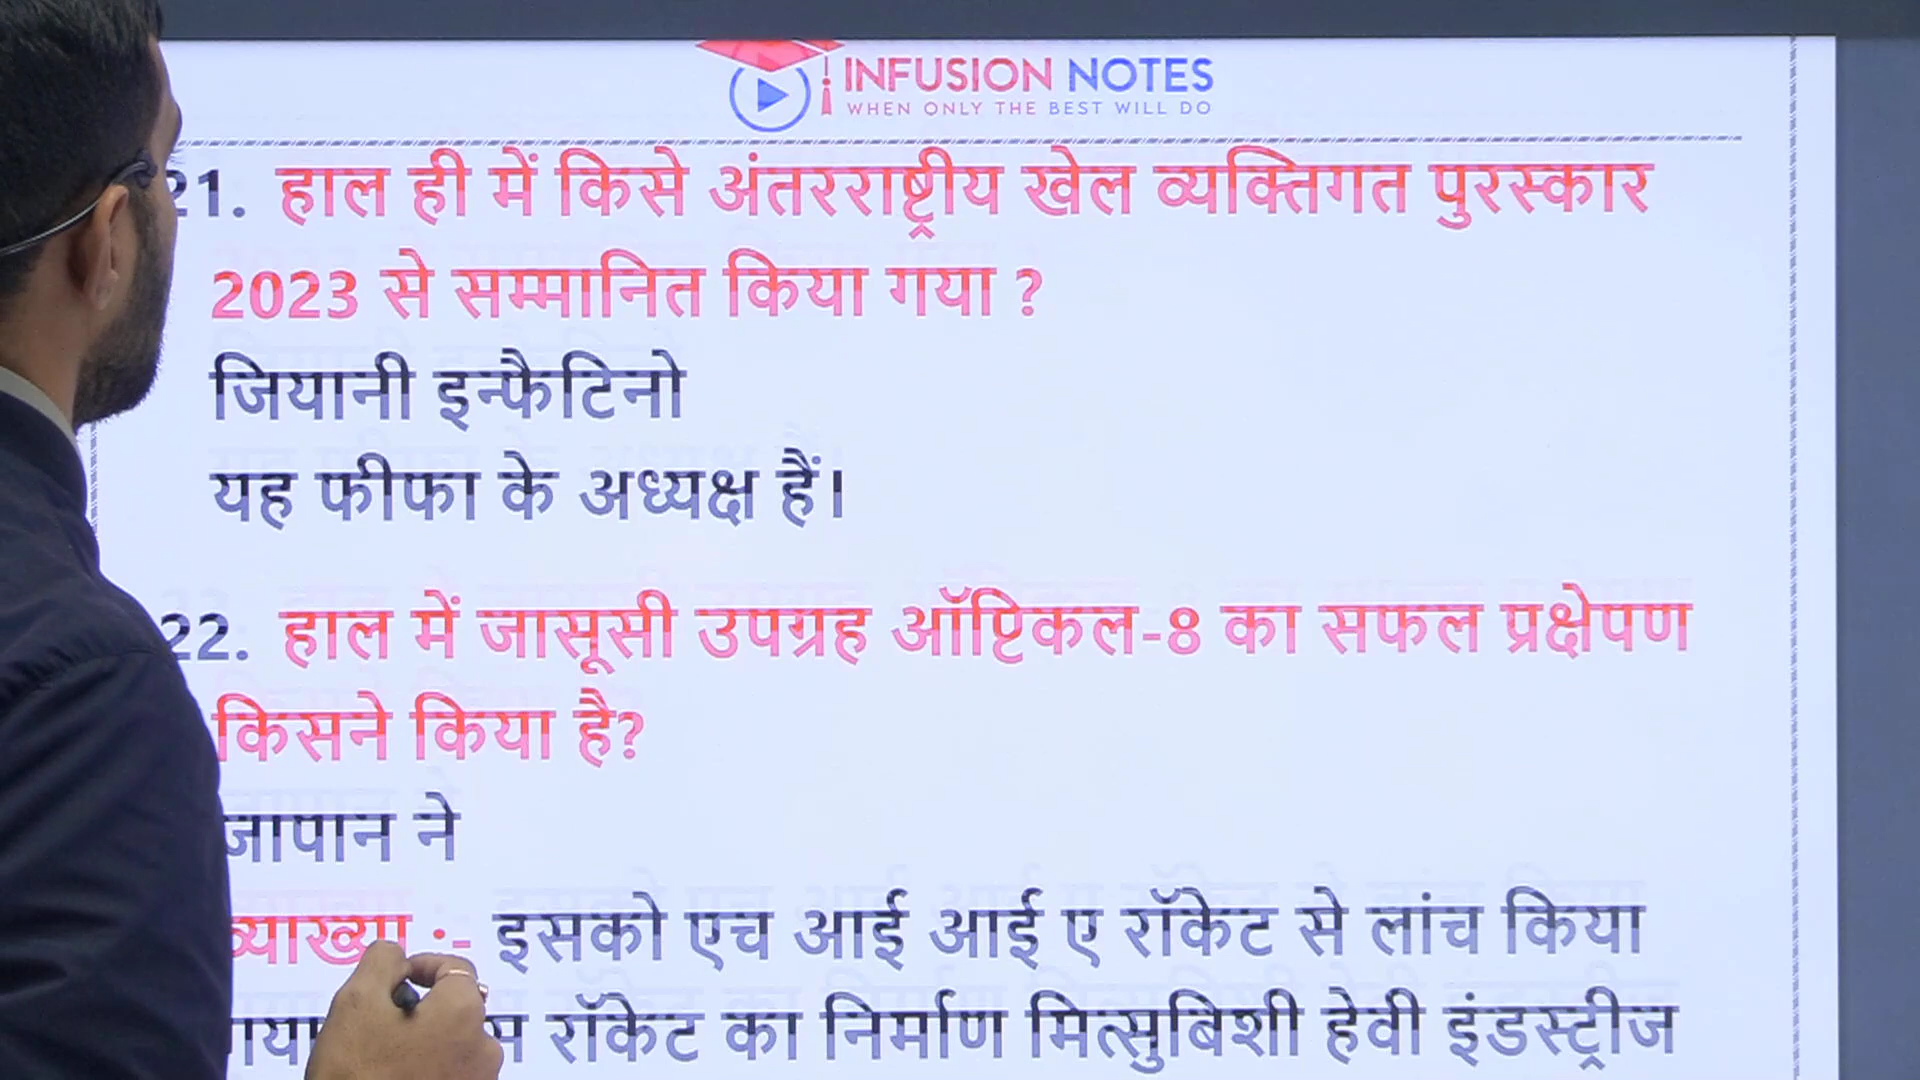 INFUSION NOTES
WHEN ONLY THE BEST WILL DO
21. हाल ही में किसे अंतरराष्ट्रीय खेल व्यक्तिगत पुरस्कार
2023 से सम्मानित किया गया ?
जियानी इन्फैटिनो
यह फीफा के अध्यक्ष हैं।
22. हाल में जासूसी उपग्रह ऑप्टिकल-8 का सफल प्रक्षेपण
किसने किया है?
जापान ने
व्याख्या :- इसको एच आई आई ए रॉकेट से लांच किया
रॉकेट का निर्माण मित्सुबिशी हेवी इंडस्ट्रीज